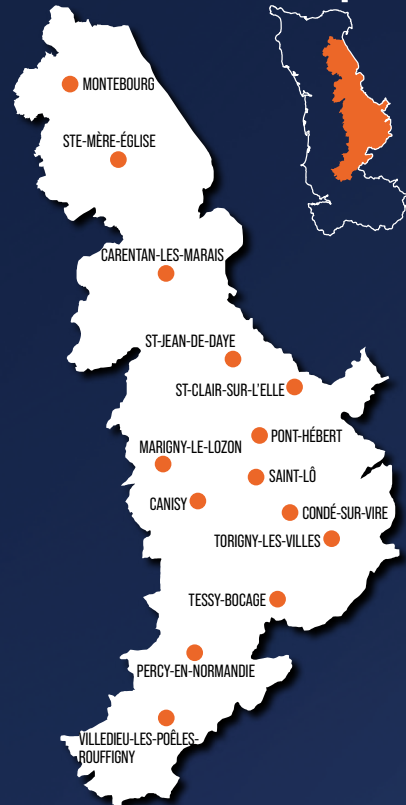 MONTEBOURG
STE-MÈRE-ÉGLISE
CARENTAN-LES-MARAIS
ST-JEAN-DE-DAYE
ST-CLAIR-SUR-L'ELLE
PONT-HÉBERT
MARIGNY-LE-LOZON
SAINT-LÔ
CANISY
CONDÉ-SUR-VIRE
TORIGNY-LES-VILLES
TESSY-BOCAGE
PERCY-EN-NORMANDIE
VILLEDIEU-LES-POÊLES-
ROUFFIGNY